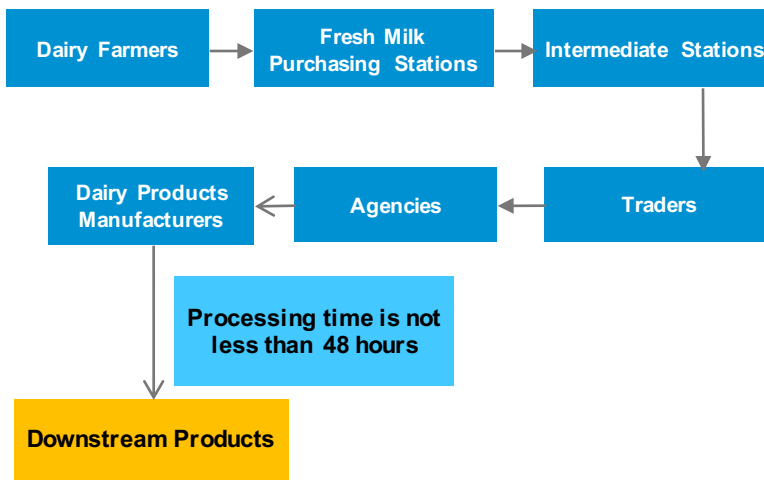 Dairy Farmers
Fresh Milk
Purchasing Stations
Intermediate Stations
Dairy Products
Manufacturers
Agencies
Traders
Processing time is not
less than 48 hours
Downstream Products